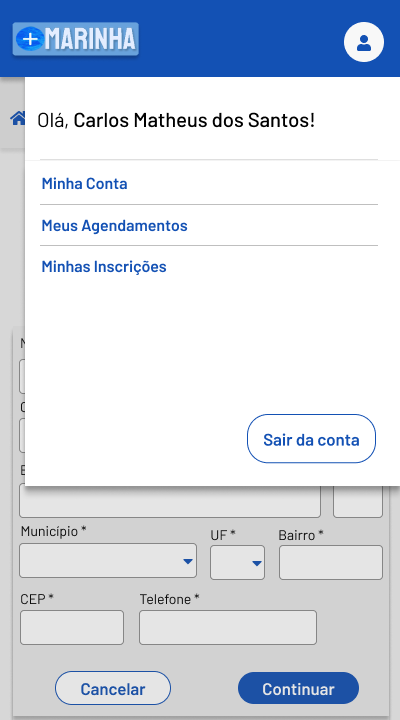 MARINHA
Olá, Carlos Matheus dos Santos!
Minha Conta
Meus Agendamentos
Minhas Inscrições
Sair da conta
Município *
UF *
Bairro *
CEP *
Telefone *
Cancelar
Continuar